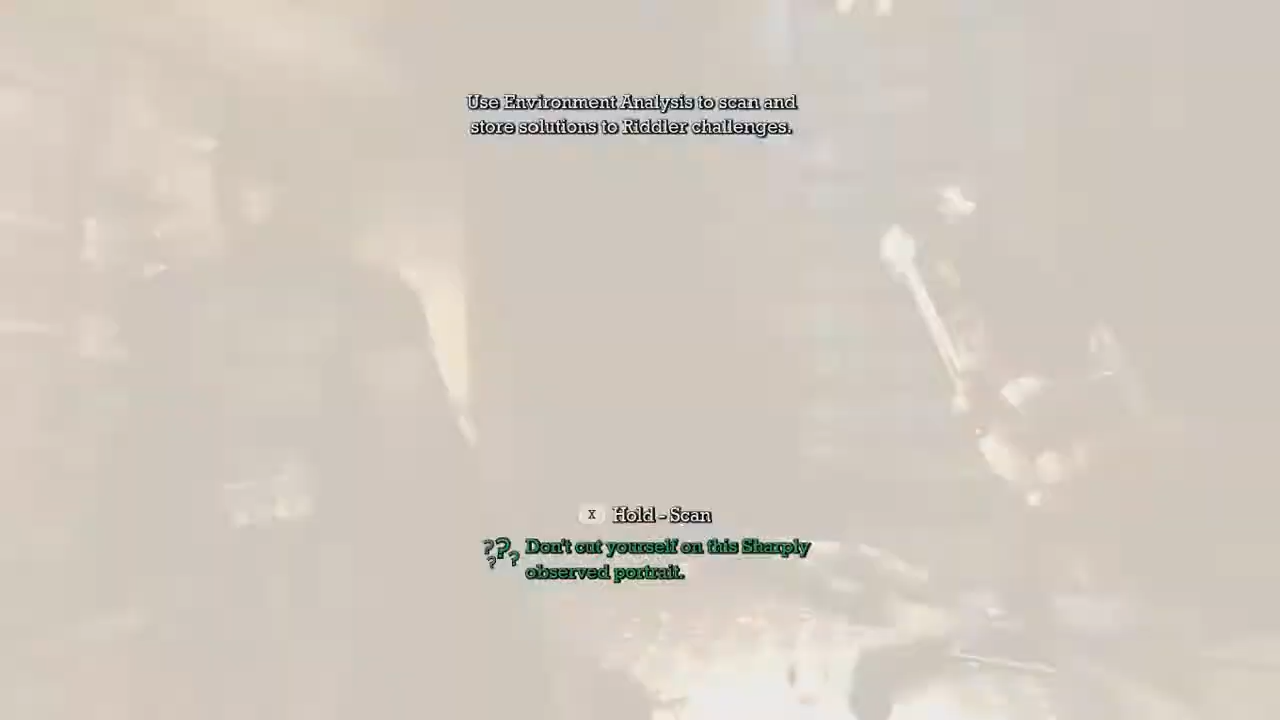 Use Environment Analysis to scan and
store solutions to Riddler challenges.
X Hold - Scan
??? Don't cut yourself on this Sharply
? observed portrait.